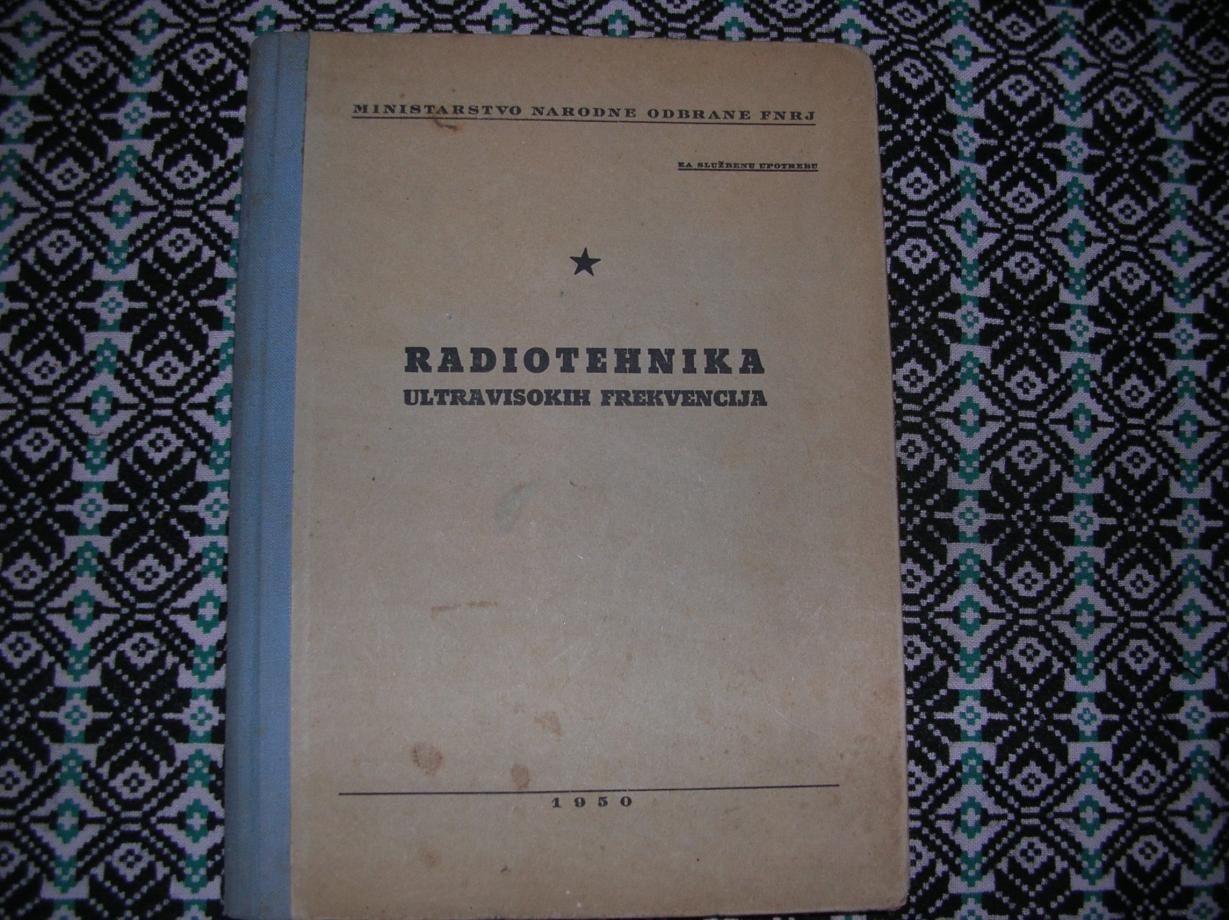 MINISTARSTVO NARODNE ODBRANE FNRJ
ZA SLUŽBENU UPOTREBU
RADIOTEHNIKA
ULTRAVISOKIH FREKVENCIJA
1950